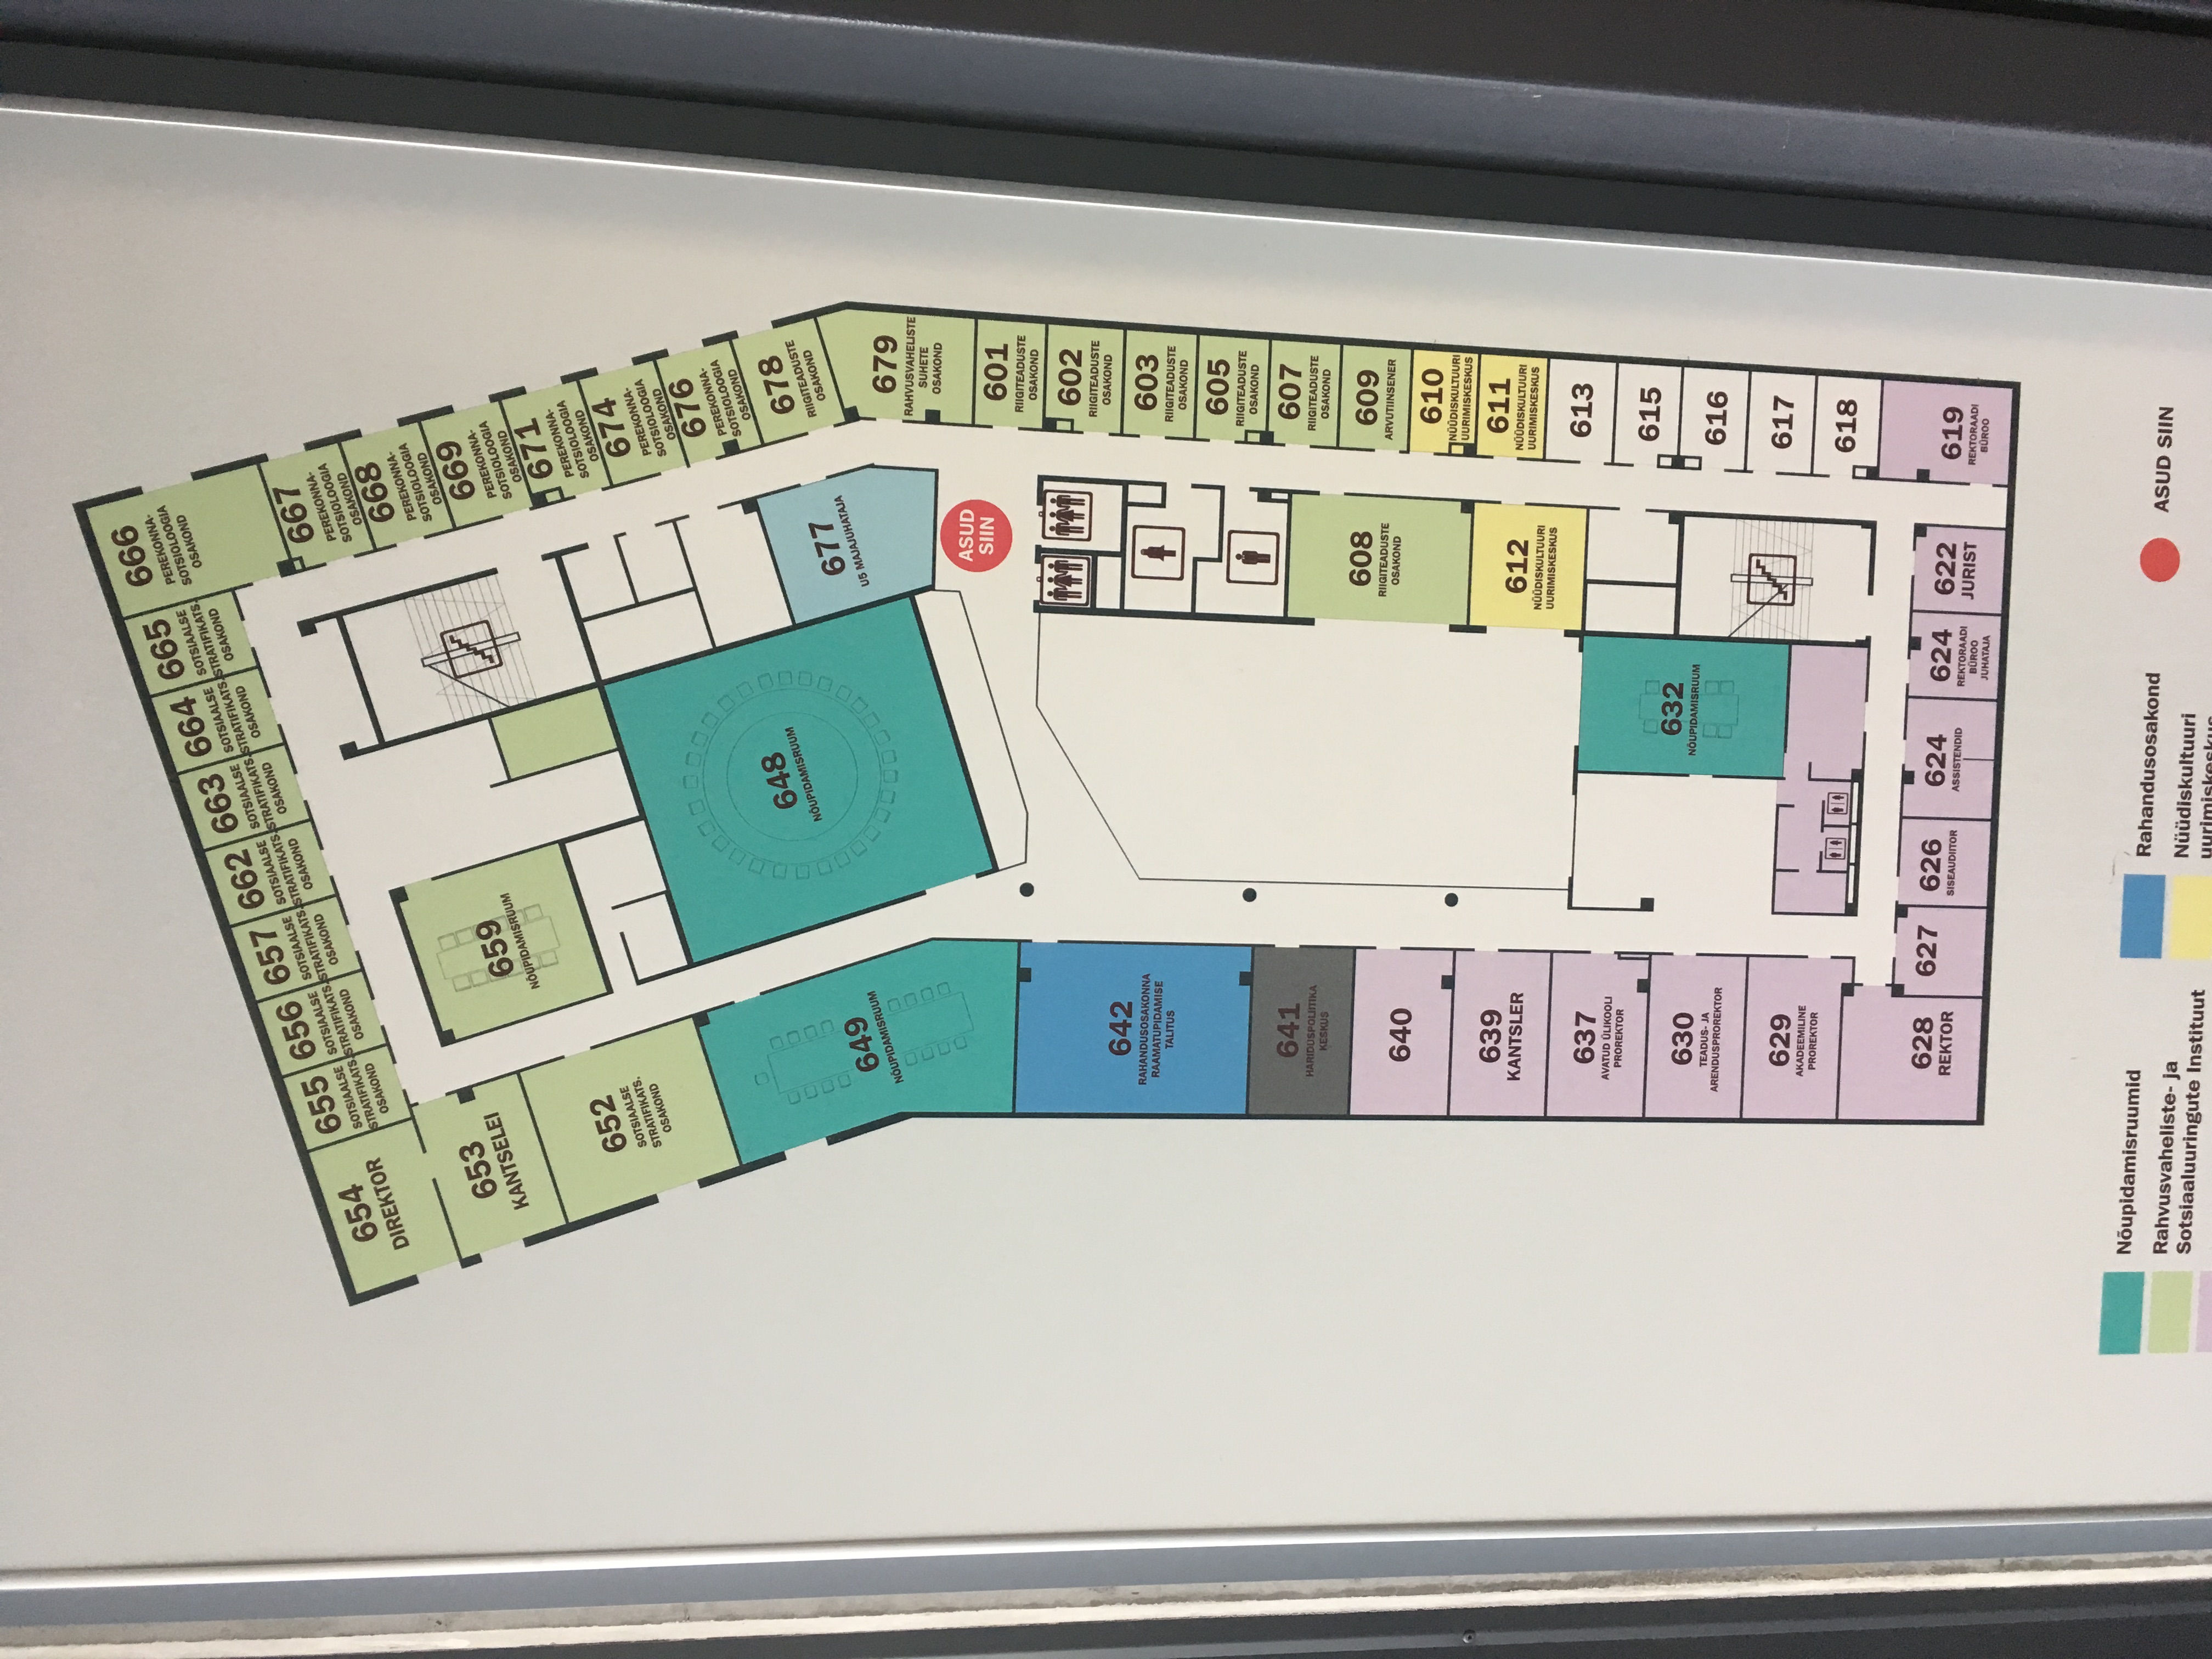 666
PEREKONNA-
SOTSIOLOOGIA
OSAKOND
665
SOTSIAALSE
STRATIFIKATS.
OSAKOND
664
SOTSIAALSE
STRATIFIKATS.
OSAKOND
663
SOTSIAALSE
STRATIFIKATS.
OSAKOND
662
SOTSIAALSE
STRATIFIKATS.
OSAKOND
657
SOTSIAALSE
STRATIFIKATS.
OSAKOND
656
SOTSIAALSE
STRATIFIKATS.
OSAKOND
655
SOTSIAALSE
STRATIFIKATS.
OSAKOND
654
DIREKTOR
653
KANTSELEI
652
SOTSIAALSE
STRATIFIKATS.
OSAKOND
659
NÕUPIDAMISRUUM
667
PEREKONNA-
SOTSIOLOOGIA
OSAKOND
668
PEREKONNA-
SOTSIOLOOGIA
OSAKOND
669
PEREKONNA-
SOTSIOLOOGIA
OSAKOND
671
PEREKONNA-
SOTSIOLOOGIA
OSAKOND
674
PEREKONNA-
SOTSIOLOOGIA
OSAKOND
676
PEREKONNA-
SOTSIOLOOGIA
OSAKOND
678
RIIGITEADUSTE
OSAKOND
648
NÕUPIDAMISRUUM
649
NÕUPIDAMISRUUM
677
U5 MAJAJUHATAJA
679
RAHVUSVAHELISTE
SUHETE
OSAKOND
ASUD
SIIN
601
RIIGITEADUSTE
OSAKOND
602
RIIGITEADUSTE
OSAKOND
603
RIIGITEADUSTE
OSAKOND
605
RIIGITEADUSTE
OSAKOND
607
RIIGITEADUSTE
OSAKOND
609
ARVUTIINSENER
610
NÜÜDISKULTUURI
UURIMISKESKUS
611
NÜÜDISKULTUURI
UURIMISKESKUS
613
615
616
617
618
619
REKTORAADI
BÜROO
608
RIIGITEADUSTE
OSAKOND
612
NÜÜDISKULTUURI
UURIMISKESKUS
632
NÕUPIDAMISRUUM
642
RAHANDUSOSAKONNA
RAAMATUPIDAMISE
TALITUS
641
HARIDUSPOLIITIKA
KESKUS
640
639
KANTSLER
637
AVATUD ÜLIKOOLI
PROREKTOR
630
TEADUS- JA
ARENDUSPROREKTOR
629
AKADEEMILINE
PROREKTOR
628
REKTOR
627
626
SISEAUDIITOR
624
ASSISTENDID
624
REKTORAADI
BÜROO
JUHATAJA
622
JURIST
Nõupidamisruumid
Rahvusvaheliste- ja
Sotsiaaluuringute Instituut
Rahandusosakond
Nüüdiskultuuri
uurimiskeskus
ASUD SIIN